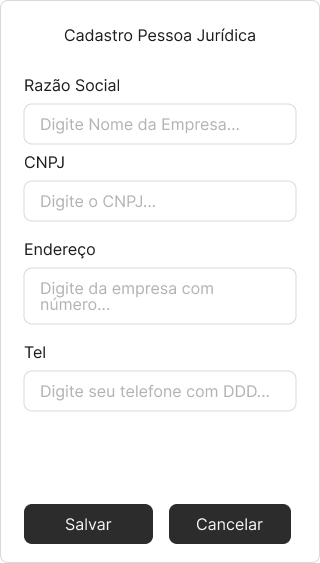 Cadastro Pessoa Jurídica
Razão Social
Digite Nome da Empresa...
CNPJ
Digite o CNPJ...
Endereço
Digite da empresa com
número...
Tel
Digite seu telefone com DDD...
Salvar
Cancelar